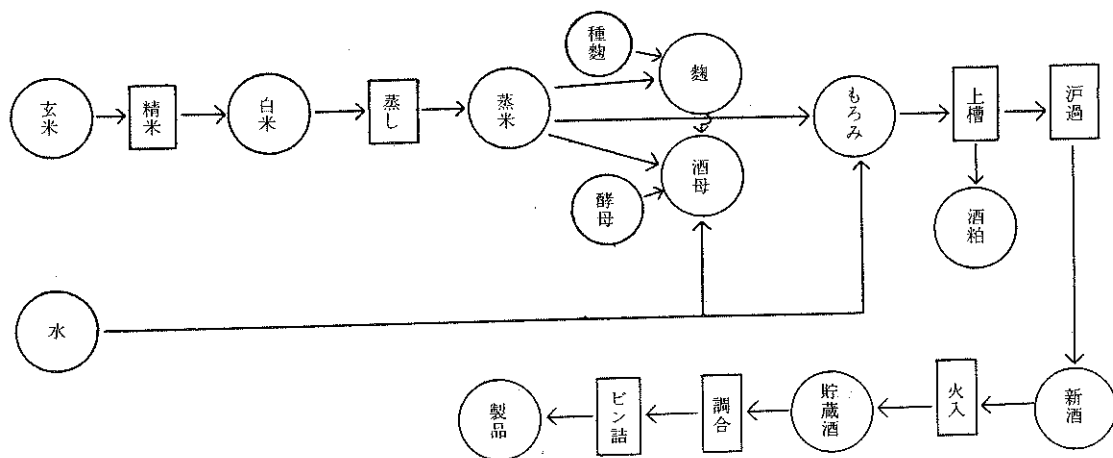 玄米
精米
白米
蒸し
蒸米
種麹
麹
酵母
酒母
もろみ
上槽
沪過
酒粕
水
新酒
火入
貯蔵酒
調合
ビン詰
製品